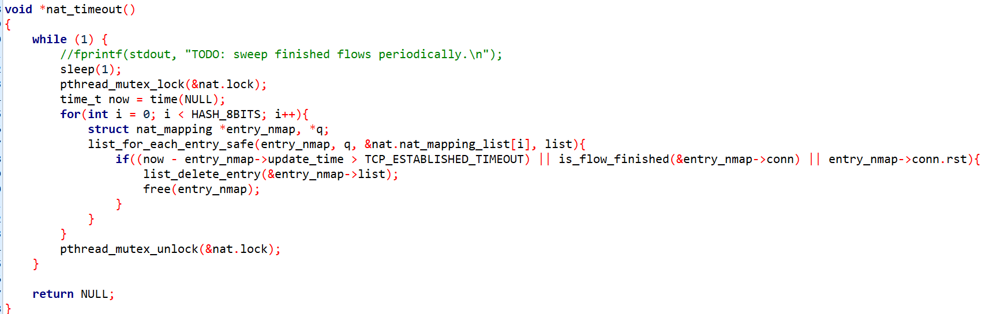 void *nat_timeout()
{
    while (1) {
        //fprintf(stdout, "TODO: sweep finished flows periodically.\n");
        sleep(1);
        pthread_mutex_lock(&nat.lock);
        time_t now = time(NULL);
        for(int i = 0; i < HASH_8BITS; i++){
            struct nat_mapping *entry_nmap, *q;
            list_for_each_entry_safe(entry_nmap, q, &nat.nat_mapping_list[i], list){
                if((now - entry_nmap->update_time > TCP_ESTABLISHED_TIMEOUT) || is_flow_finished(&entry_nmap->conn) || entry_nmap->conn.rst){
                    list_delete_entry(&entry_nmap->list);
                    free(entry_nmap);
                }
            }
        }
        pthread_mutex_unlock(&nat.lock);
    }

    return NULL;
}